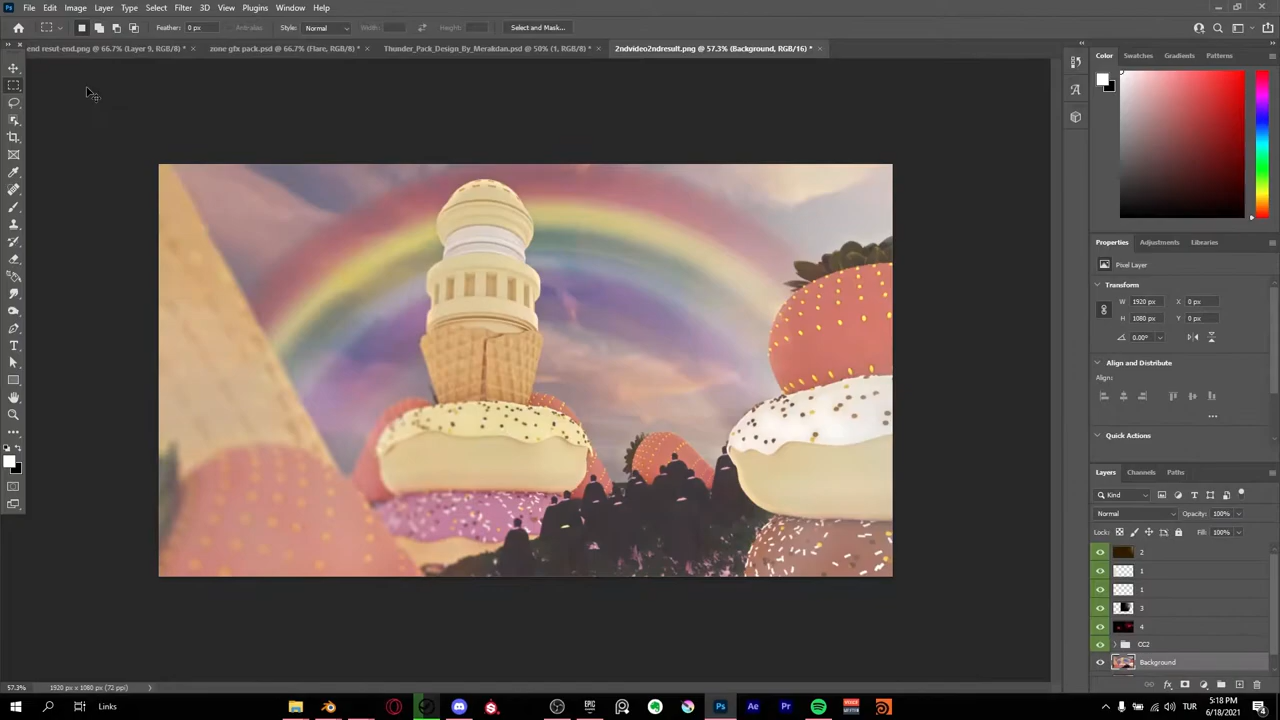 File Edit Image Layer Type Select Filter 3D View Plugins Window Help
Feather: 0 px Anti-alias Style: Normal Width: Height: Select and Mask...
end resut-end.png @ 66.7% (Layer 9, RGB/8) * × zone gfx pack.psd @ 66.7% (Flare, RGB/8) * × Thunder_Pack_Design_By_Merakdan.psd @ 50% (1, RGB/8) * × 2ndvideo2ndresult.png @ 57.3% (Background, RGB/16) * ×
Color Swatches Gradients Patterns
Properties Adjustments Libraries
Pixel Layer
Transform
W 1920 px X 0 px
H 1080 px Y 0 px
0.00°
Align and Distribute
Align:
Quick Actions
Layers Channels Paths
Kind
Normal Opacity: 100%
Lock: Fill: 100%
2
1
1
3
4
CC2
Background
57.3% 1920 px x 1080 px (72 ppi)
Links
TUR 5:18 PM
6/18/2021